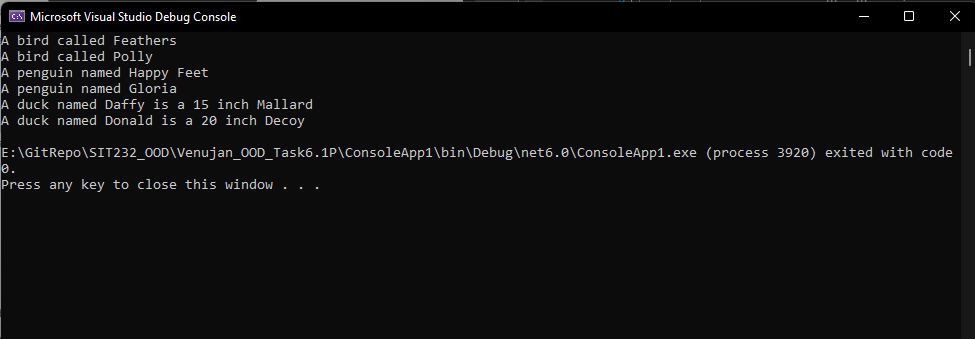 Microsoft Visual Studio Debug Console
A bird called Feathers
A bird called Polly
A penguin named Happy Feet
A penguin named Gloria
A duck named Daffy is a 15 inch Mallard
A duck named Donald is a 20 inch Decoy
E:\GitRepo\SIT232_OOD\Venujan_OOD_Task6.1P\ConsoleApp1\bin\Debug\net6.0\ConsoleApp1.exe (process 3920) exited with code
0.
Press any key to close this window . . .